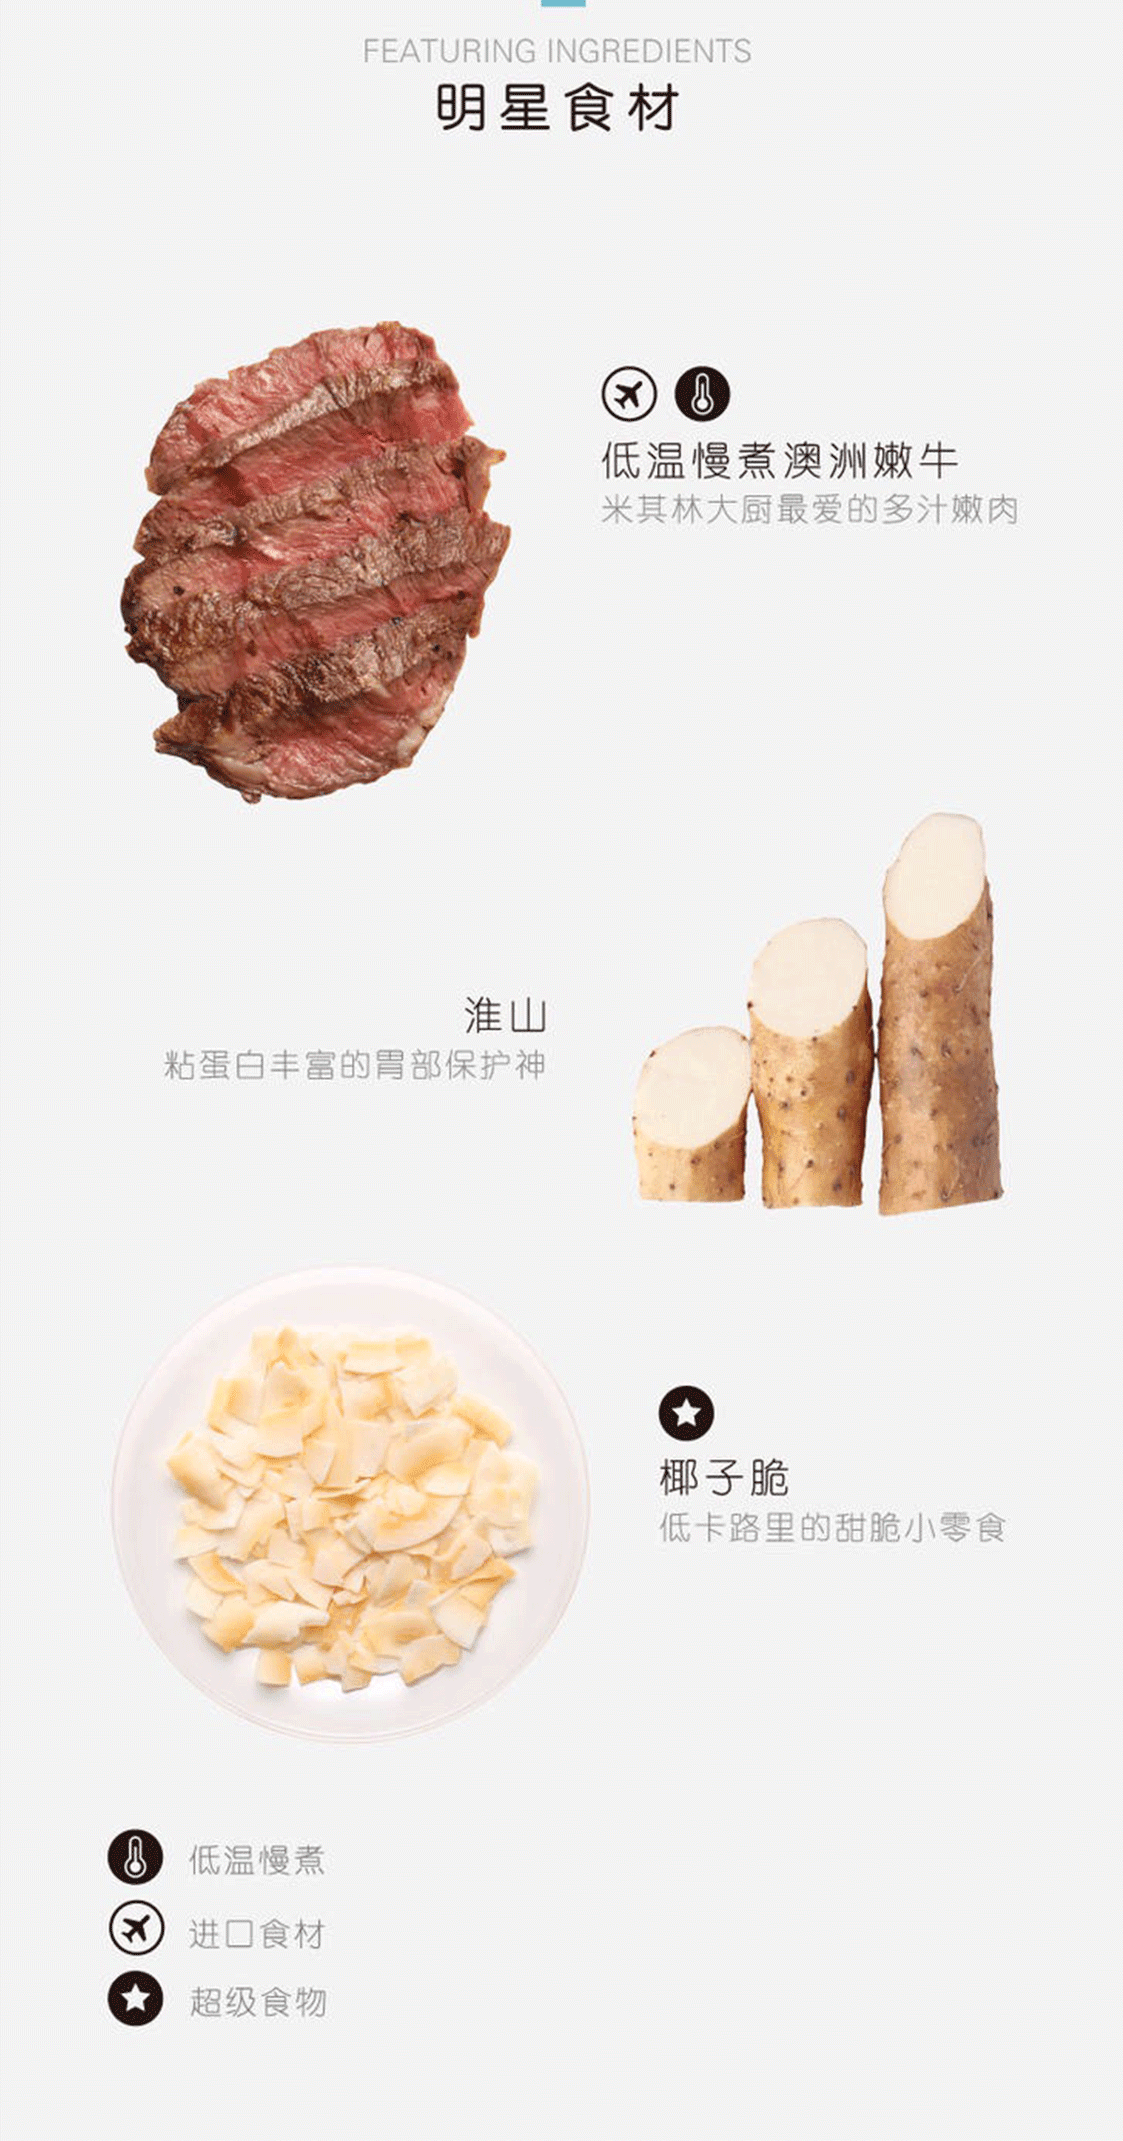 FEATURING INGREDIENTS
明星食材
低温慢煮澳洲嫩牛
米其林大厨最爱的多汁嫩肉
淮山
粘蛋白丰富的胃部保护神
椰子脆
低卡路里的甜脆小零食
低温慢煮
进口食材
超级食物